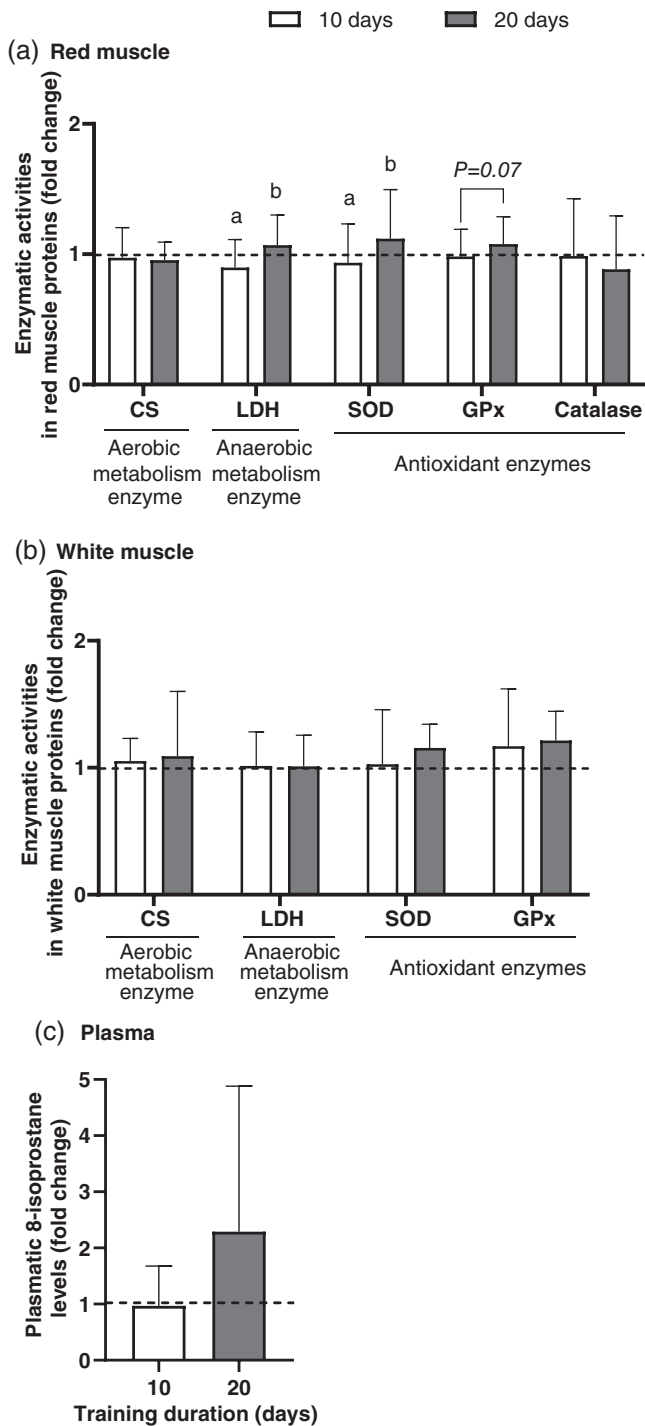 10 days 20 days
(a) Red muscle
Enzymatic activities
in red muscle proteins (fold change)
2
1
0
a b a b P=0.07
CS LDH SOD GPx Catalase
Aerobic metabolism enzyme
Anaerobic metabolism enzyme
Antioxidant enzymes
(b) White muscle
Enzymatic activities
in white muscle proteins (fold change)
2
1
0
CS LDH SOD GPx
Aerobic metabolism enzyme
Anaerobic metabolism enzyme
Antioxidant enzymes
(c) Plasma
Plasmatic 8-isoprostane
levels (fold change)
5
4
3
2
1
0
10 20
Training duration (days)